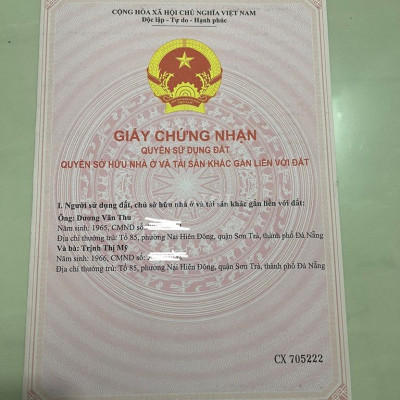 CỘNG HÒA XÃ HỘI CHỦ NGHĨA VIỆT NAM
Độc lập - Tự do - Hạnh phúc
GIẤY CHỨNG NHẬN
QUYỀN SỬ DỤNG ĐẤT
QUYỀN SỞ HỮU NHÀ Ở VÀ TÀI SẢN KHÁC GẮN LIỀN VỚI ĐẤT
I. Người sử dụng đất, chủ sở hữu nhà ở và tài sản khác gắn liền với đất:
Ông: Dương Văn Thu
Năm sinh: 1965, CMND số:
Địa chỉ thường trú: Tổ 85, phường Nại Hiên Đông, quận Sơn Trà, thành phố Đà Nẵng
Và bà: Trịnh Thị Mỹ
Năm sinh: 1966, CMND số:
Địa chỉ thường trú: Tổ 85, phường Nại Hiên Đông, quận Sơn Trà, thành phố Đà Nẵng
CX 705222